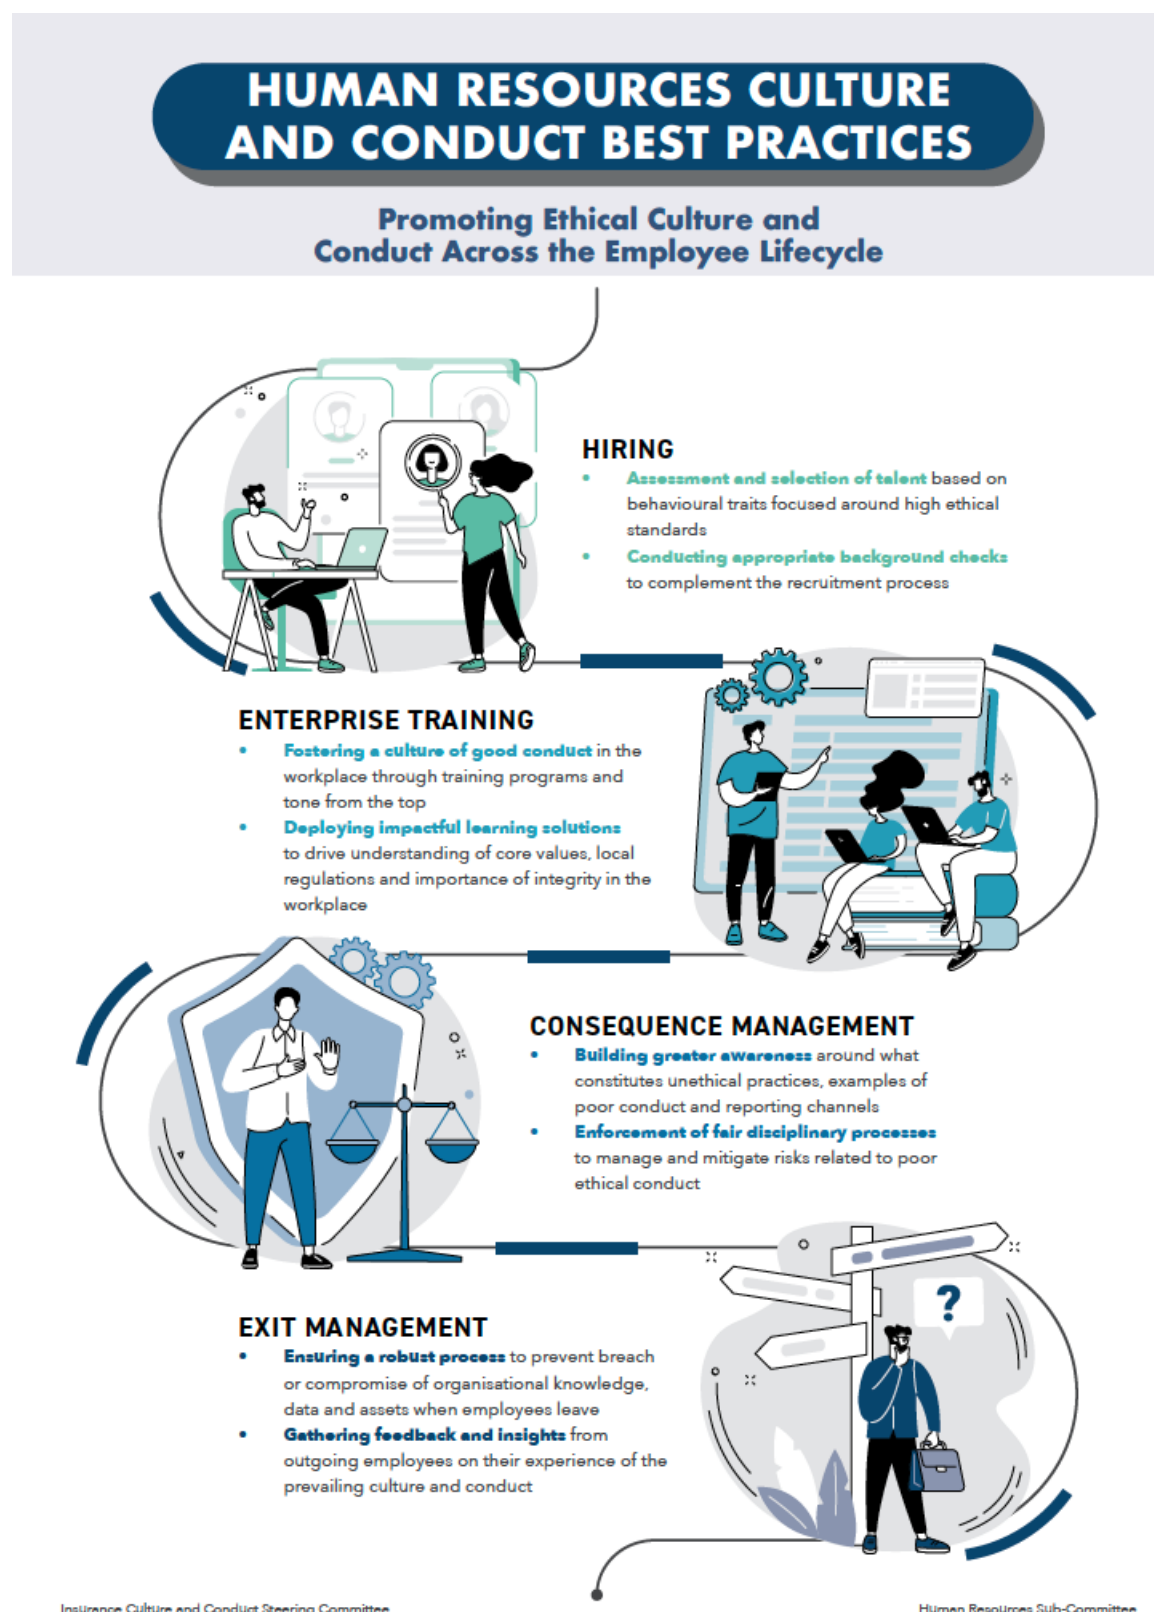 HUMAN RESOURCES CULTURE
AND CONDUCT BEST PRACTICES
Promoting Ethical Culture and
Conduct Across the Employee Lifecycle
HIRING
• Assessment and selection of talent based on
behavioural traits focused around high ethical
standards
• Conducting appropriate background checks
to complement the recruitment process
ENTERPRISE TRAINING
• Fostering a culture of good conduct in the
workplace through training programs and
tone from the top
• Deploying impactful learning solutions
to drive understanding of core values, local
regulations and importance of integrity in the
workplace
CONSEQUENCE MANAGEMENT
• Building greater awareness around what
constitutes unethical practices, examples of
poor conduct and reporting channels
• Enforcement of fair disciplinary processes
to manage and mitigate risks related to poor
ethical conduct
?
EXIT MANAGEMENT
• Ensuring a robust process to prevent breach
or compromise of organisational knowledge,
data and assets when employees leave
• Gathering feedback and insights from
outgoing employees on their experience of the
prevailing culture and conduct
Insurance Culture and Conduct Steering Committee
Human Resources Sub-Committee